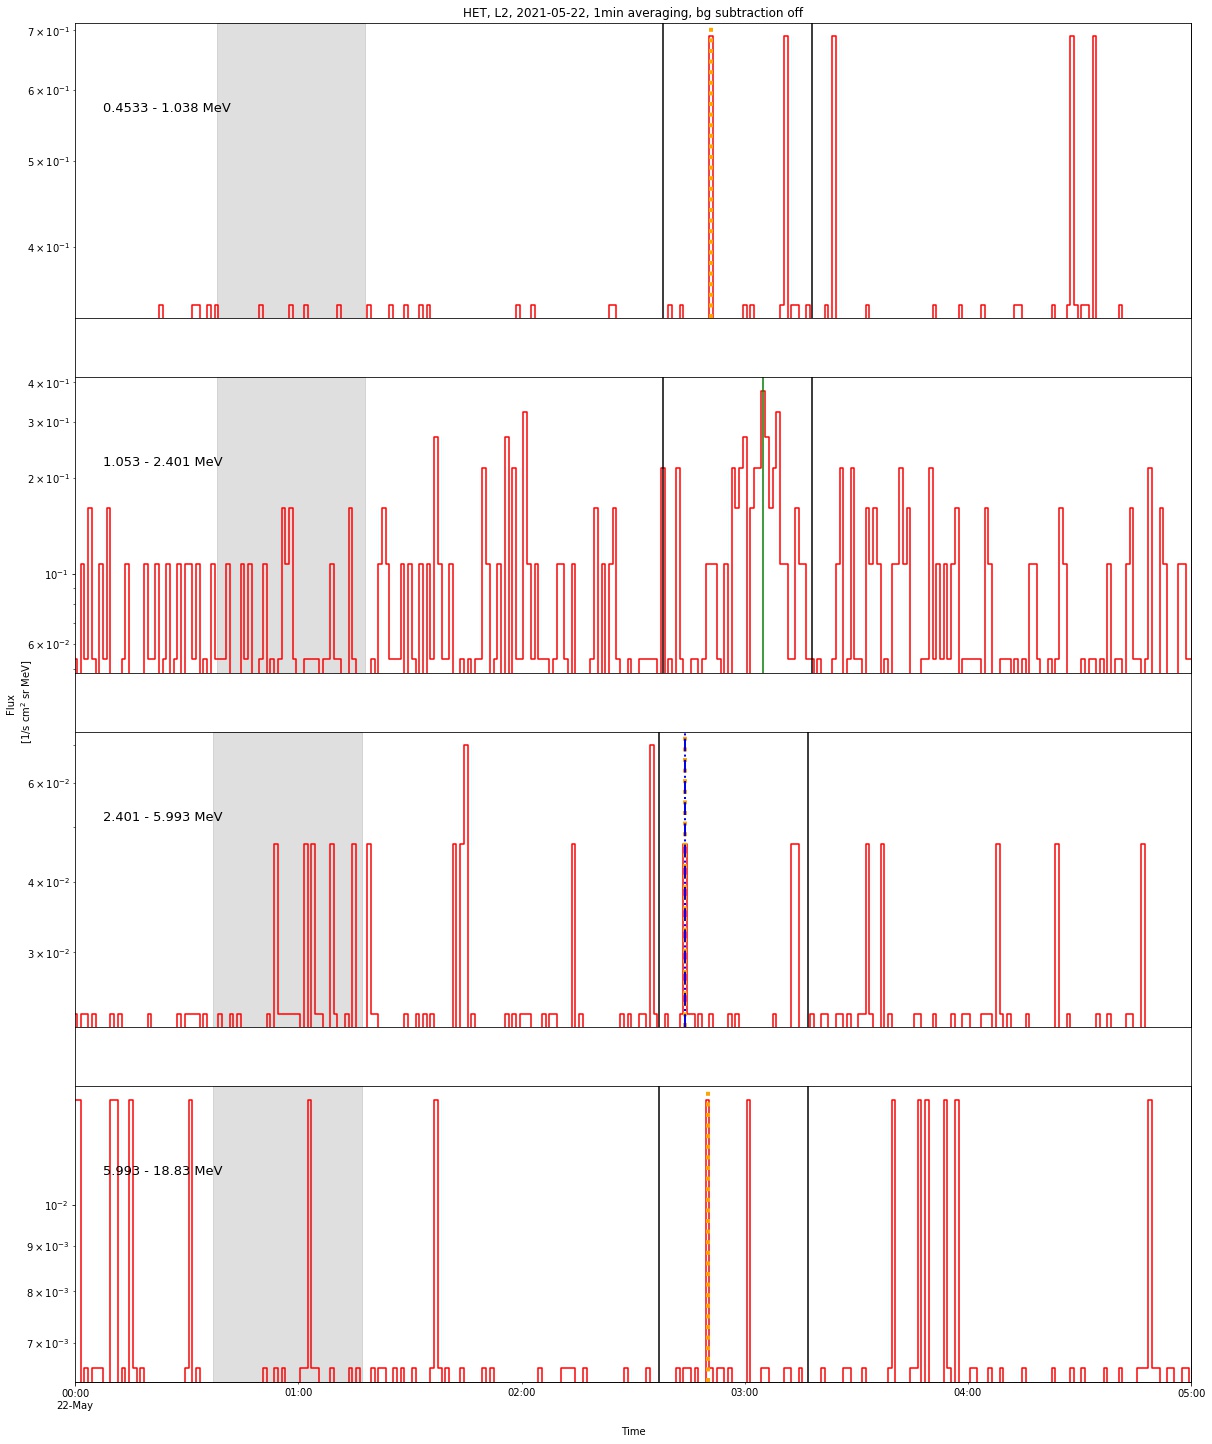 HET, L2, 2021-05-22, 1min averaging, bg subtraction off
7 × 10⁻¹
6 × 10⁻¹
5 × 10⁻¹
4 × 10⁻¹
0.4533 - 1.038 MeV
4 × 10⁻¹
3 × 10⁻¹
2 × 10⁻¹
10⁻¹
6 × 10⁻²
1.053 - 2.401 MeV
Flux
[1/s cm² sr MeV]
6 × 10⁻²
4 × 10⁻²
3 × 10⁻²
2.401 - 5.993 MeV
10⁻²
9 × 10⁻³
8 × 10⁻³
7 × 10⁻³
5.993 - 18.83 MeV
00:00 01:00 02:00 03:00 04:00 05:00
22-May
Time